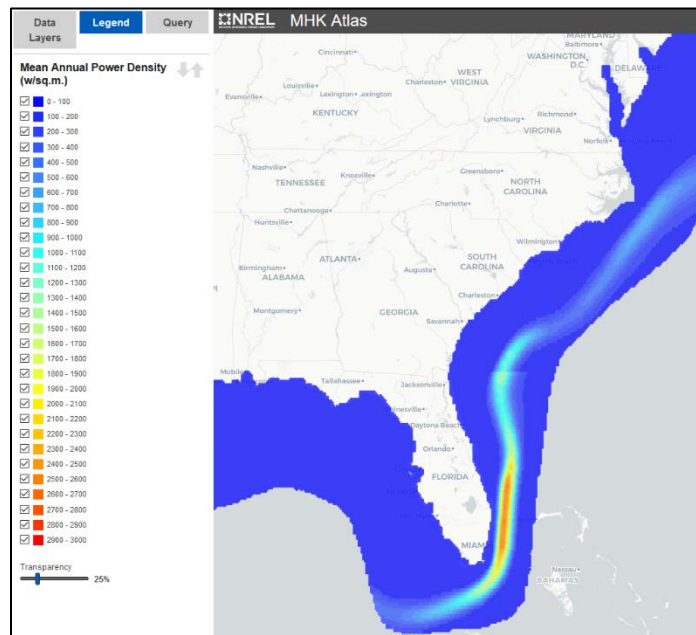 Data
Layers
Legend
Query
NREL MHK Atlas
Mean Annual Power Density
(w/sq.m.)
0 - 100
100 - 200
200 - 300
300 - 400
400 - 500
500 - 600
600 - 700
700 - 800
800 - 900
900 - 1000
1000 - 1100
1100 - 1200
1200 - 1300
1300 - 1400
1400 - 1500
1500 - 1600
1600 - 1700
1700 - 1800
1800 - 1900
1900 - 2000
2000 - 2100
2100 - 2200
2200 - 2300
2300 - 2400
2400 - 2500
2500 - 2600
2600 - 2700
2700 - 2800
2800 - 2900
2900 - 3000
Transparency
25%
MARYLAND
Baltimore
Cincinnati
WASHINGTON
D.C.
DELAWARE
WEST
VIRGINIA
Louisville
Lexington
Evansville
KENTUCKY
Lynchburg
Richmond
VIRGINIA
Norfolk
Nashville
Knoxville
Greensboro
TENNESSEE
NORTH
CAROLINA
Chattanooga
Charlotte
Huntsville
Wilmington
SOUTH
CAROLINA
ATLANTA
Birmingham
ALABAMA
Augusta
Charleston
Montgomery
GEORGIA
Savannah
Mobile
Tallahassee
Jacksonville
inesville
Daytona Beach
Orlando
FLORIDA
MIAMI
Nassau
BAHAMAS